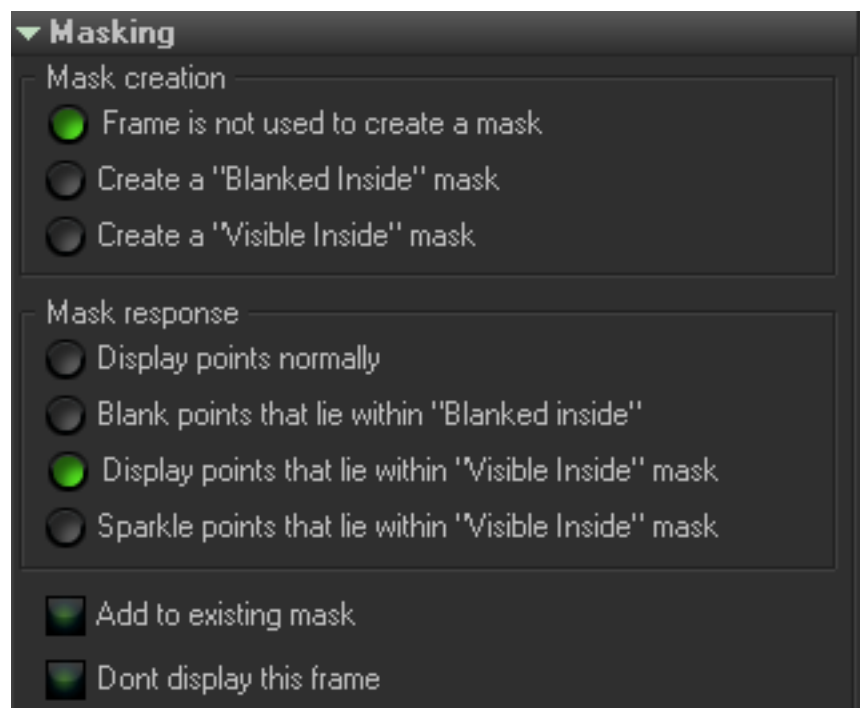 Masking
Mask creation
Frame is not used to create a mask
Create a "Blanked Inside" mask
Create a "Visible Inside" mask
Mask response
Display points normally
Blank points that lie within "Blanked inside"
Display points that lie within "Visible Inside" mask
Sparkle points that lie within "Visible Inside" mask
Add to existing mask
Dont display this frame